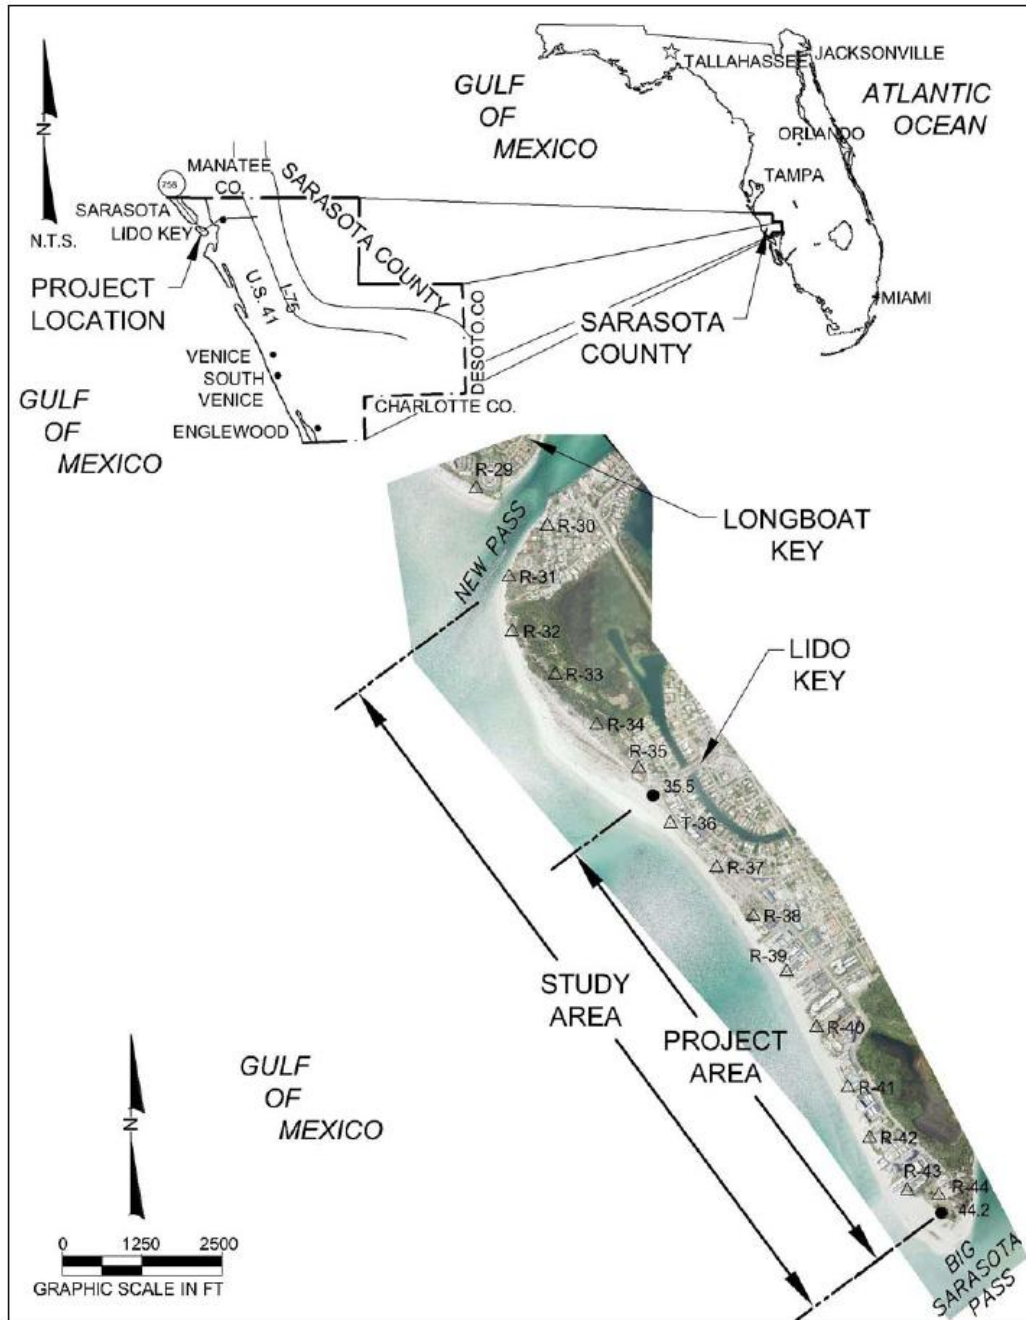 GULF
OF
MEXICO
TALLAHASSEE
JACKSONVILLE
ATLANTIC
OCEAN
ORLANDO
TAMPA
MIAMI
SARASOTA
COUNTY
N
N.T.S.
758
MANATEE
CO.
SARASOTA
LIDO KEY
SARASOTA COUNTY
PROJECT
LOCATION
U.S. 41
I-75
DESOTO.CO
VENICE
SOUTH
VENICE
CHARLOTTE CO.
ENGLEWOOD
GULF
OF
MEXICO
R-29
NEW PASS
R-30
LONGBOAT
KEY
R-31
R-32
LIDO
KEY
R-33
R-34
R-35
35.5
T-36
R-37
R-38
R-39
STUDY
AREA
R-40
PROJECT
AREA
R-41
R-42
R-43
R-44
44.2
BIG
SARASOTA
PASS
GULF
OF
MEXICO
N
0 1250 2500
GRAPHIC SCALE IN FT